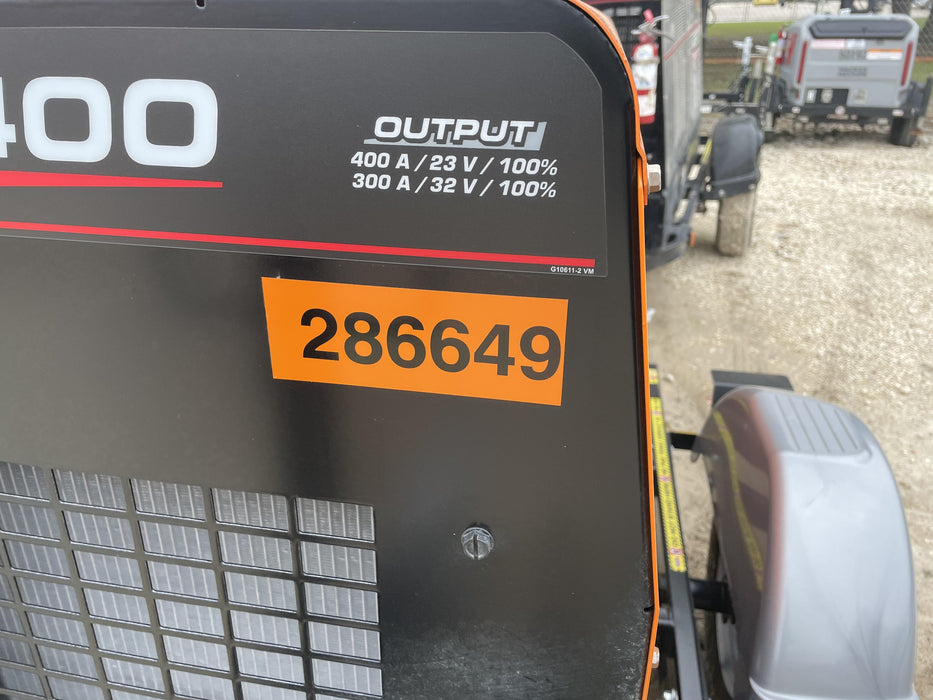 400
OUTPUT
400 A / 23 V / 100%
300 A / 32 V / 100%
G10611-2 VM
286649